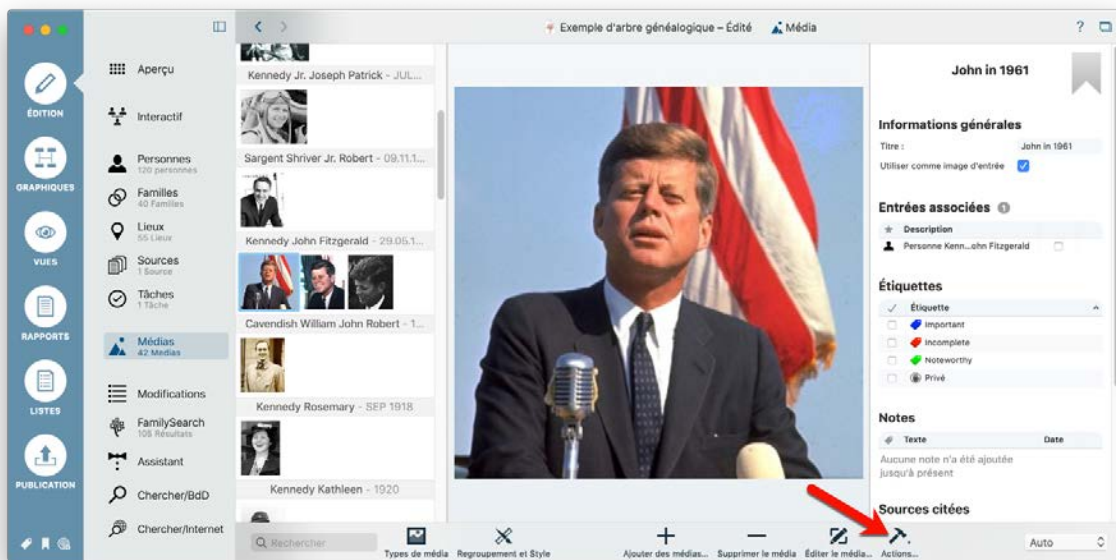 Exemple d'arbre généalogique – Édité
Média
?
ÉDITION
GRAPHIQUES
VUES
RAPPORTS
LISTES
PUBLICATION
Aperçu
Interactif
Personnes
120 personnes
Familles
40 Familles
Lieux
55 Lieux
Sources
1 Source
Tâches
1 Tâche
Médias
42 Medias
Modifications
FamilySearch
105 Résultats
Assistant
Chercher/BdD
Chercher/Internet
Kennedy Jr. Joseph Patrick - JUL...
Sargent Shriver Jr. Robert - 09.11.1...
Kennedy John Fitzgerald - 29.05.1...
Cavendish William John Robert - 1...
Kennedy Rosemary - SEP 1918
Kennedy Kathleen - 1920
John in 1961
Informations générales
Titre : John in 1961
Utiliser comme image d'entrée
Entrées associées 1
Description
Personne Kenn...ohn Fitzgerald
Étiquettes
Étiquette
Important
Incomplete
Noteworthy
Privé
Notes
Texte Date
Aucune note n'a été ajoutée
jusqu'à présent
Sources citées
Rechercher
Types de média
Regroupement et Style
Ajouter des médias...
Supprimer le média
Éditer le média...
Actions...
Auto